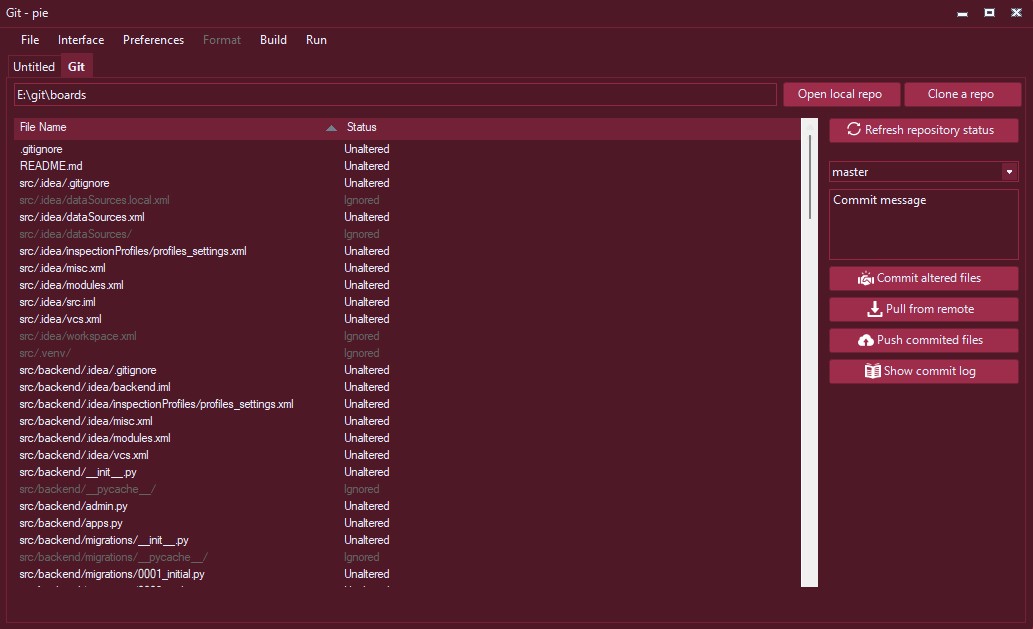 Git - pie
File Interface Preferences Format Build Run
Untitled Git
E:\git\boards Open local repo Clone a repo
File Name Status
Refresh repository status
.gitignore Unaltered
README.md Unaltered
src/.idea/.gitignore Unaltered
master
src/.idea/dataSources.local.xml Ignored
Commit message
src/.idea/dataSources.xml Unaltered
src/.idea/dataSources/ Ignored
src/.idea/inspectionProfiles/profiles_settings.xml Unaltered
src/.idea/misc.xml Unaltered
Commit altered files
src/.idea/modules.xml Unaltered
src/.idea/src.iml Unaltered
Pull from remote
src/.idea/vcs.xml Unaltered
src/.idea/workspace.xml Ignored
Push commited files
src/.venv/ Ignored
src/backend/.idea/.gitignore Unaltered
Show commit log
src/backend/.idea/backend.iml Unaltered
src/backend/.idea/inspectionProfiles/profiles_settings.xml Unaltered
src/backend/.idea/misc.xml Unaltered
src/backend/.idea/modules.xml Unaltered
src/backend/.idea/vcs.xml Unaltered
src/backend/__init__.py Unaltered
src/backend/__pycache__/ Ignored
src/backend/admin.py Unaltered
src/backend/apps.py Unaltered
src/backend/migrations/__init__.py Unaltered
src/backend/migrations/__pycache__/ Ignored
src/backend/migrations/0001_initial.py Unaltered